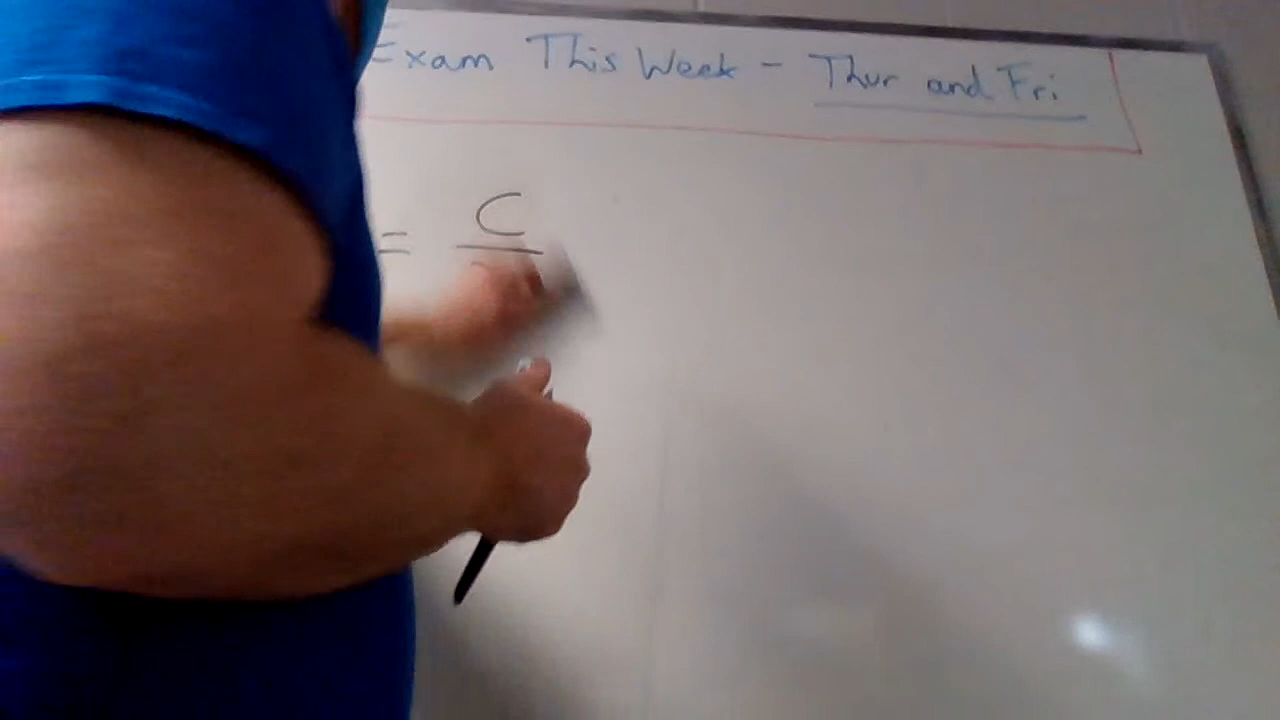 Exam This Week - Thur and Fri
= C